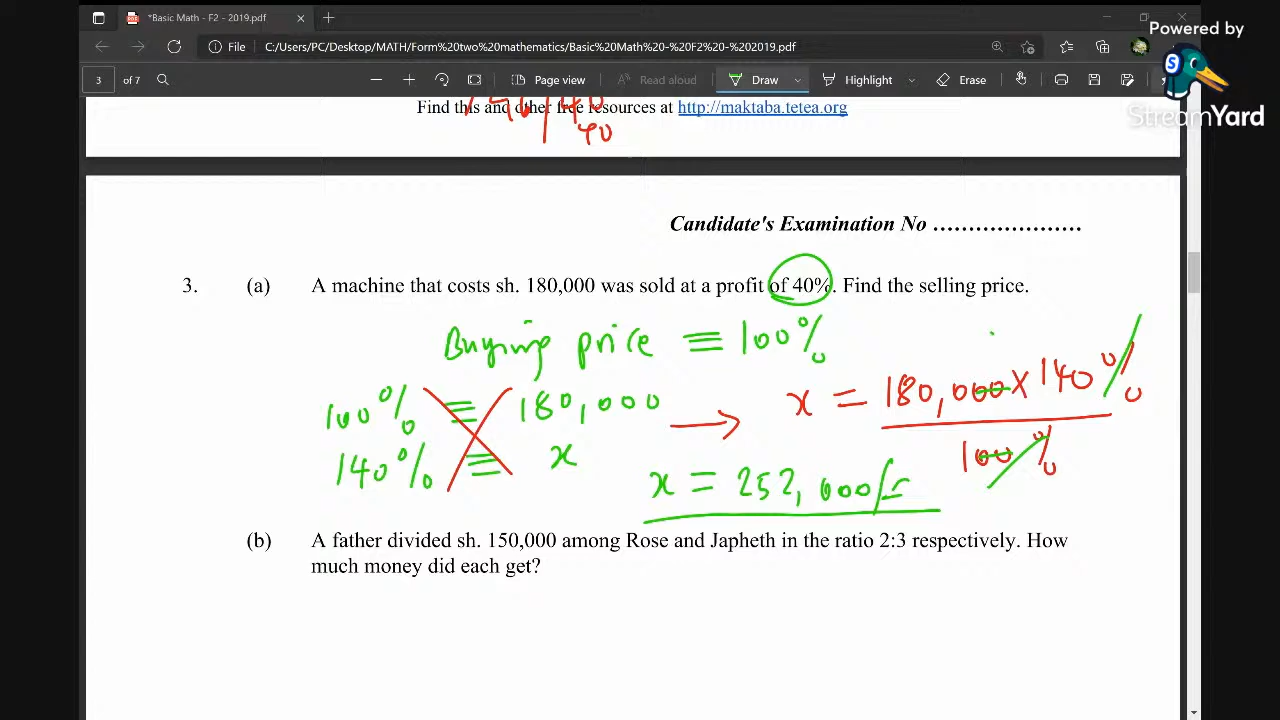 *Basic Math - F2 - 2019.pdf
File C:/Users/PC/Desktop/MATH/Form%20two%20mathematics/Basic%20Math%20-%20F2%20-%202019.pdf
3 of 7 Page view Read aloud Draw Highlight Erase
Powered by
StreamYard
Find this and other free resources at http://maktaba.tetea.org
40
40
Candidate's Examination No …………………
3. (a) A machine that costs sh. 180,000 was sold at a profit of 40%. Find the selling price.
Buying price ≡ 100%
100% ≡ 180,000 → x = 180,000 x 140%
140% ≡ x 100%
x = 252,000/=
(b) A father divided sh. 150,000 among Rose and Japheth in the ratio 2:3 respectively. How
much money did each get?